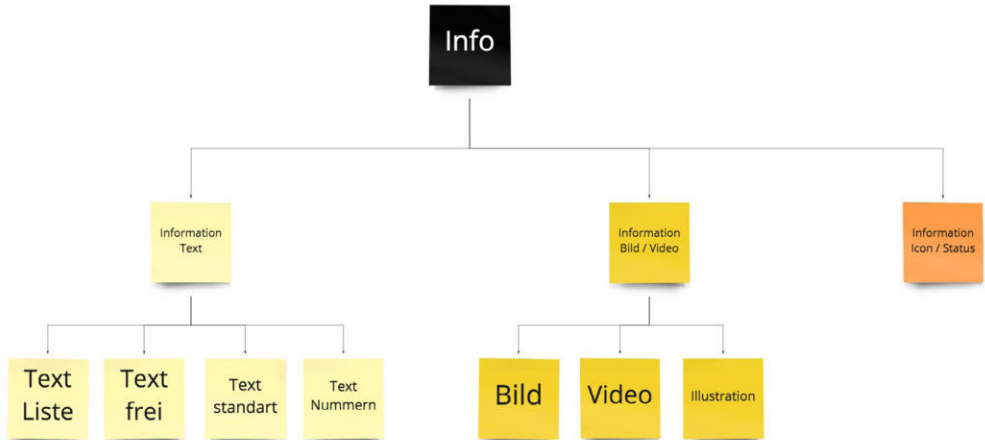 Info
Information
Text
Information
Bild / Video
Information
Icon / Status
Text
Liste
Text
frei
Text
standart
Text
Nummern
Bild
Video
Illustration